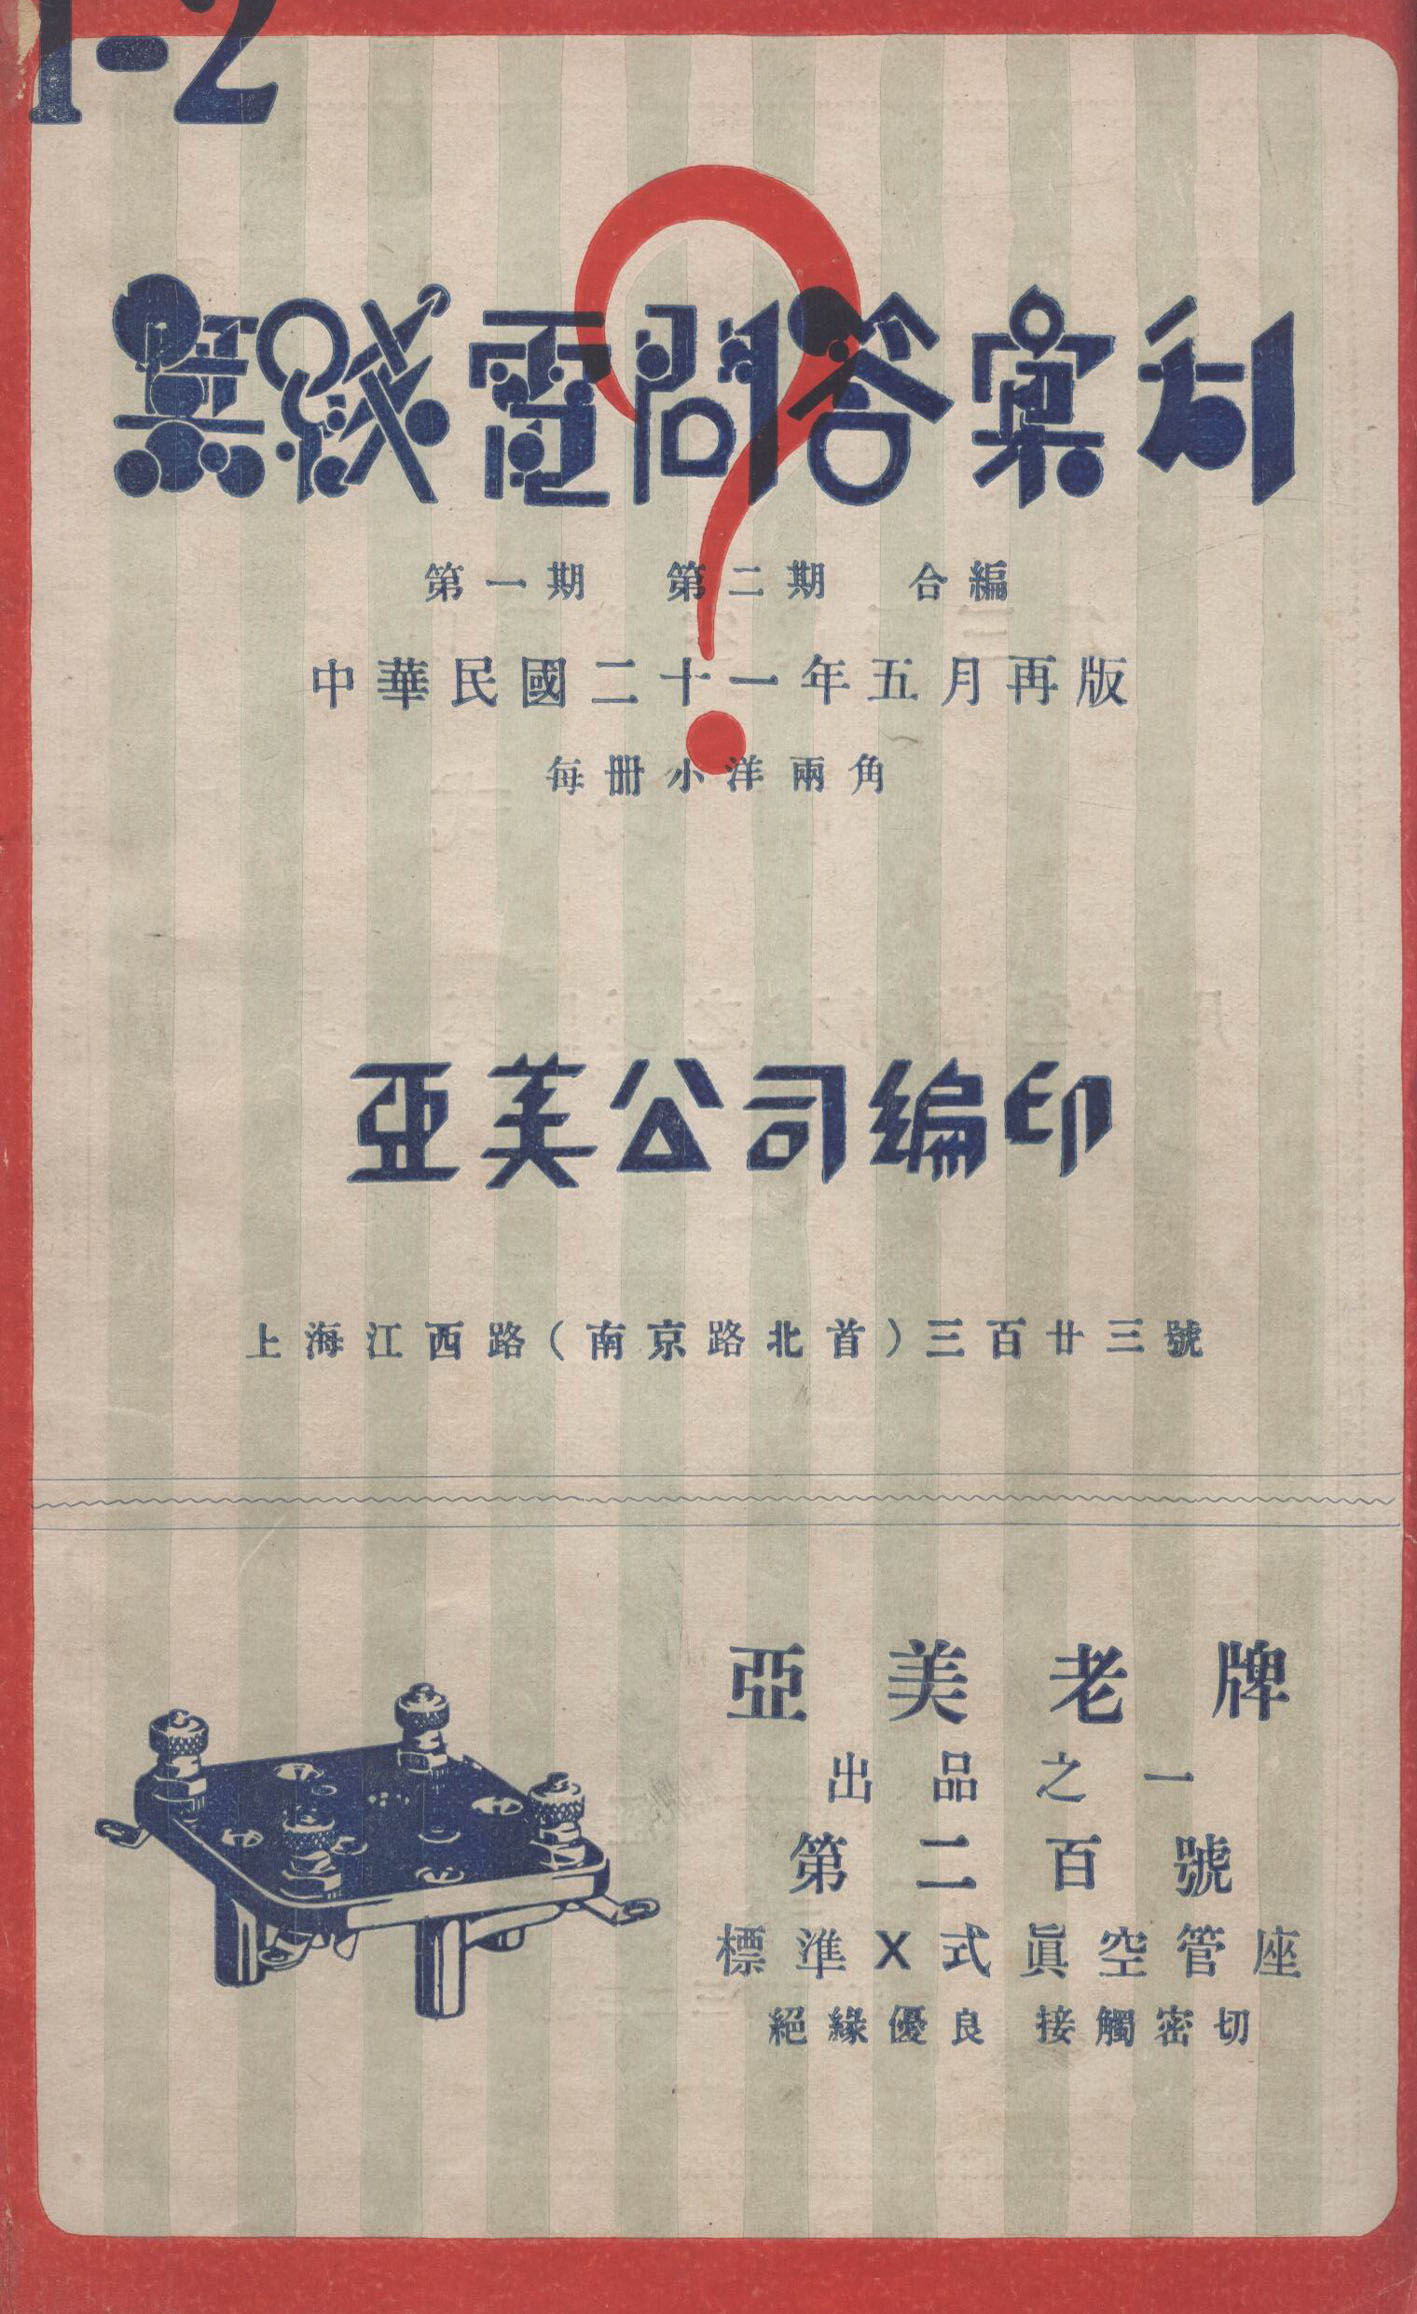 1-2
無線電問答彙刊
第一期 第二期 合編
中華民國二十一年五月再版
每冊小洋兩角
亞美公司编印
上海江西路(南京路北首)三百廿三號
亞美老牌
出品之一
第二百號
標準X式眞空管座
絕緣優良 接觸密切